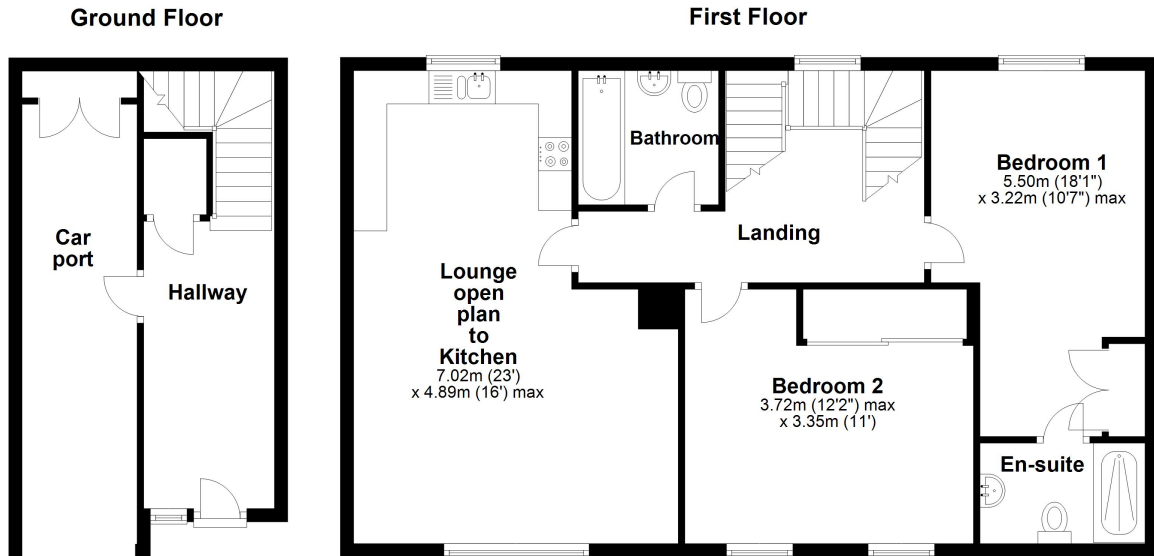 Ground Floor
First Floor
Car
port
Hallway
Lounge
open
plan
to
Kitchen
7.02m (23')
x 4.89m (16') max
Bathroom
Landing
Bedroom 1
5.50m (18'1")
x 3.22m (10'7") max
Bedroom 2
3.72m (12'2") max
x 3.35m (11')
En-suite